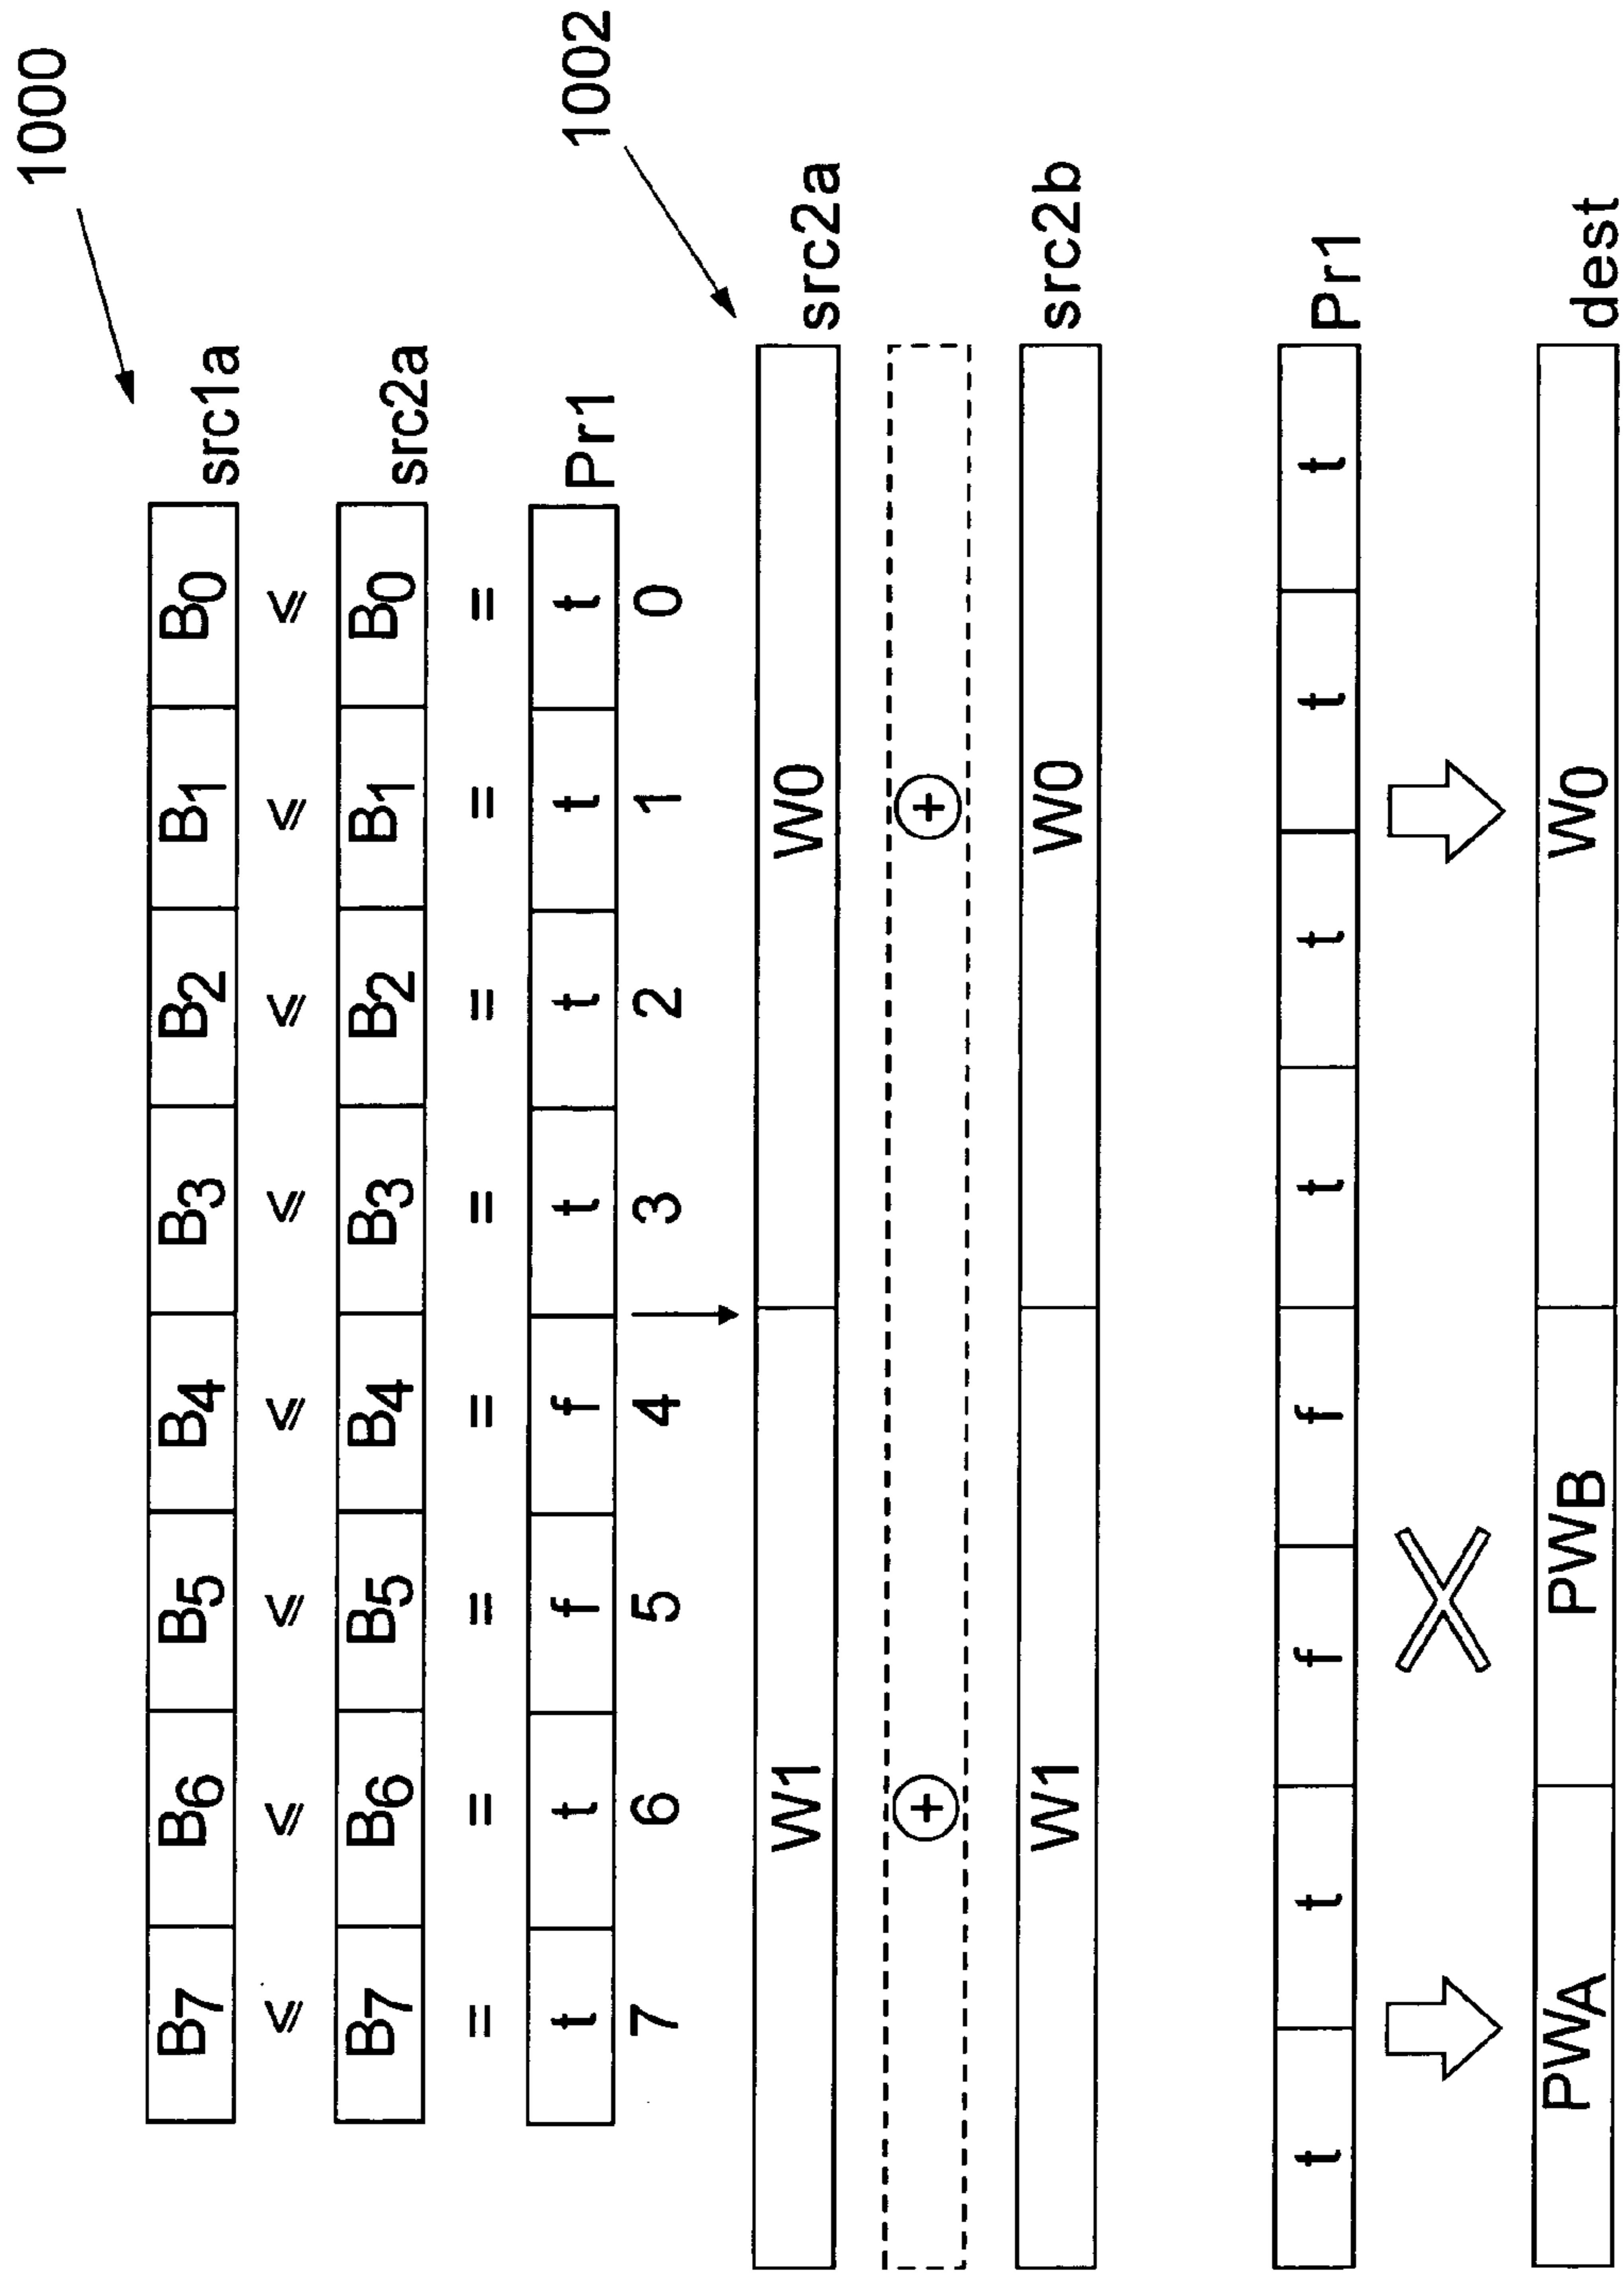 1000
B7 B6 B5 B4 B3 B2 B1 B0 src1a
≤ ≤ ≤ ≤ ≤ ≤ ≤ ≤
B7 B6 B5 B4 B3 B2 B1 B0 src2a
= = = = = = = =
t t f f t t t t Pr1
7 6 5 4 3 2 1 0
1002
W1 W0 src2a
+ +
W1 W0 src2b
t t f f t t t t Pr1
PWA PWB W0 dest